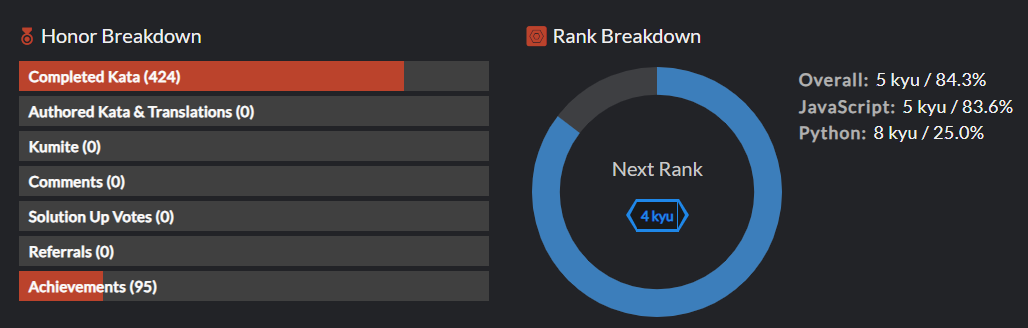 Honor Breakdown
Completed Kata (424)
Authored Kata & Translations (0)
Kumite (0)
Comments (0)
Solution Up Votes (0)
Referrals (0)
Achievements (95)
Rank Breakdown
Next Rank
4 kyu
Overall: 5 kyu / 84.3%
JavaScript: 5 kyu / 83.6%
Python: 8 kyu / 25.0%